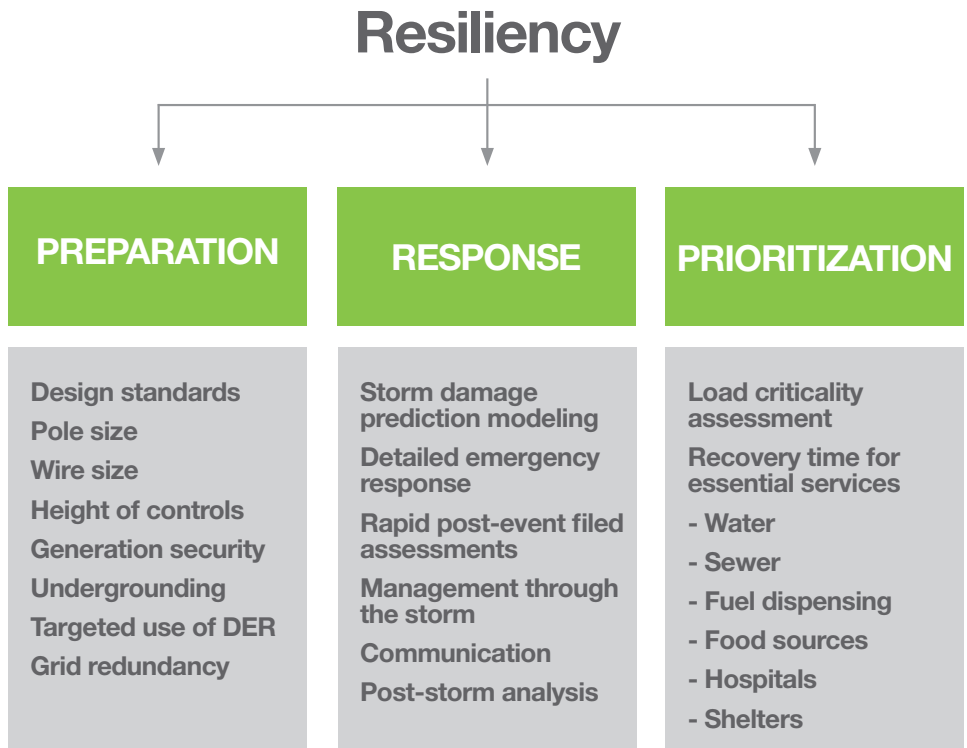 Resiliency
PREPARATION
Design standards
Pole size
Wire size
Height of controls
Generation security
Undergrounding
Targeted use of DER
Grid redundancy
RESPONSE
Storm damage
prediction modeling
Detailed emergency
response
Rapid post-event filed
assessments
Management through
the storm
Communication
Post-storm analysis
PRIORITIZATION
Load criticality
assessment
Recovery time for
essential services
- Water
- Sewer
- Fuel dispensing
- Food sources
- Hospitals
- Shelters